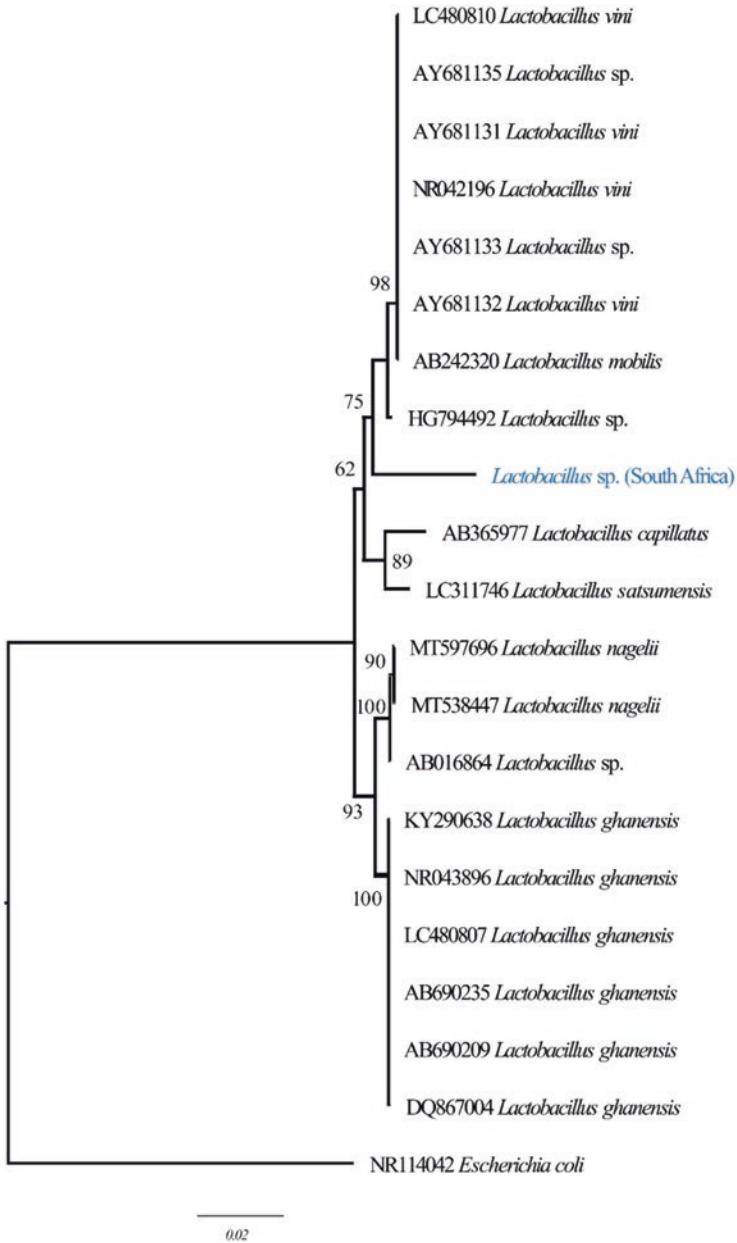 LC480810 Lactobacillus vini
AY681135 Lactobacillus sp.
AY681131 Lactobacillus vini
NR042196 Lactobacillus vini
AY681133 Lactobacillus sp.
98
AY681132 Lactobacillus vini
AB242320 Lactobacillus mobilis
75
HG794492 Lactobacillus sp.
62
Lactobacillus sp. (South Africa)
AB365977 Lactobacillus capillatus
89
LC311746 Lactobacillus satsumensis
MT597696 Lactobacillus nagelii
90
100
MT538447 Lactobacillus nagelii
AB016864 Lactobacillus sp.
93
KY290638 Lactobacillus ghanensis
NR043896 Lactobacillus ghanensis
100
LC480807 Lactobacillus ghanensis
AB690235 Lactobacillus ghanensis
AB690209 Lactobacillus ghanensis
DQ867004 Lactobacillus ghanensis
NR114042 Escherichia coli
0.02